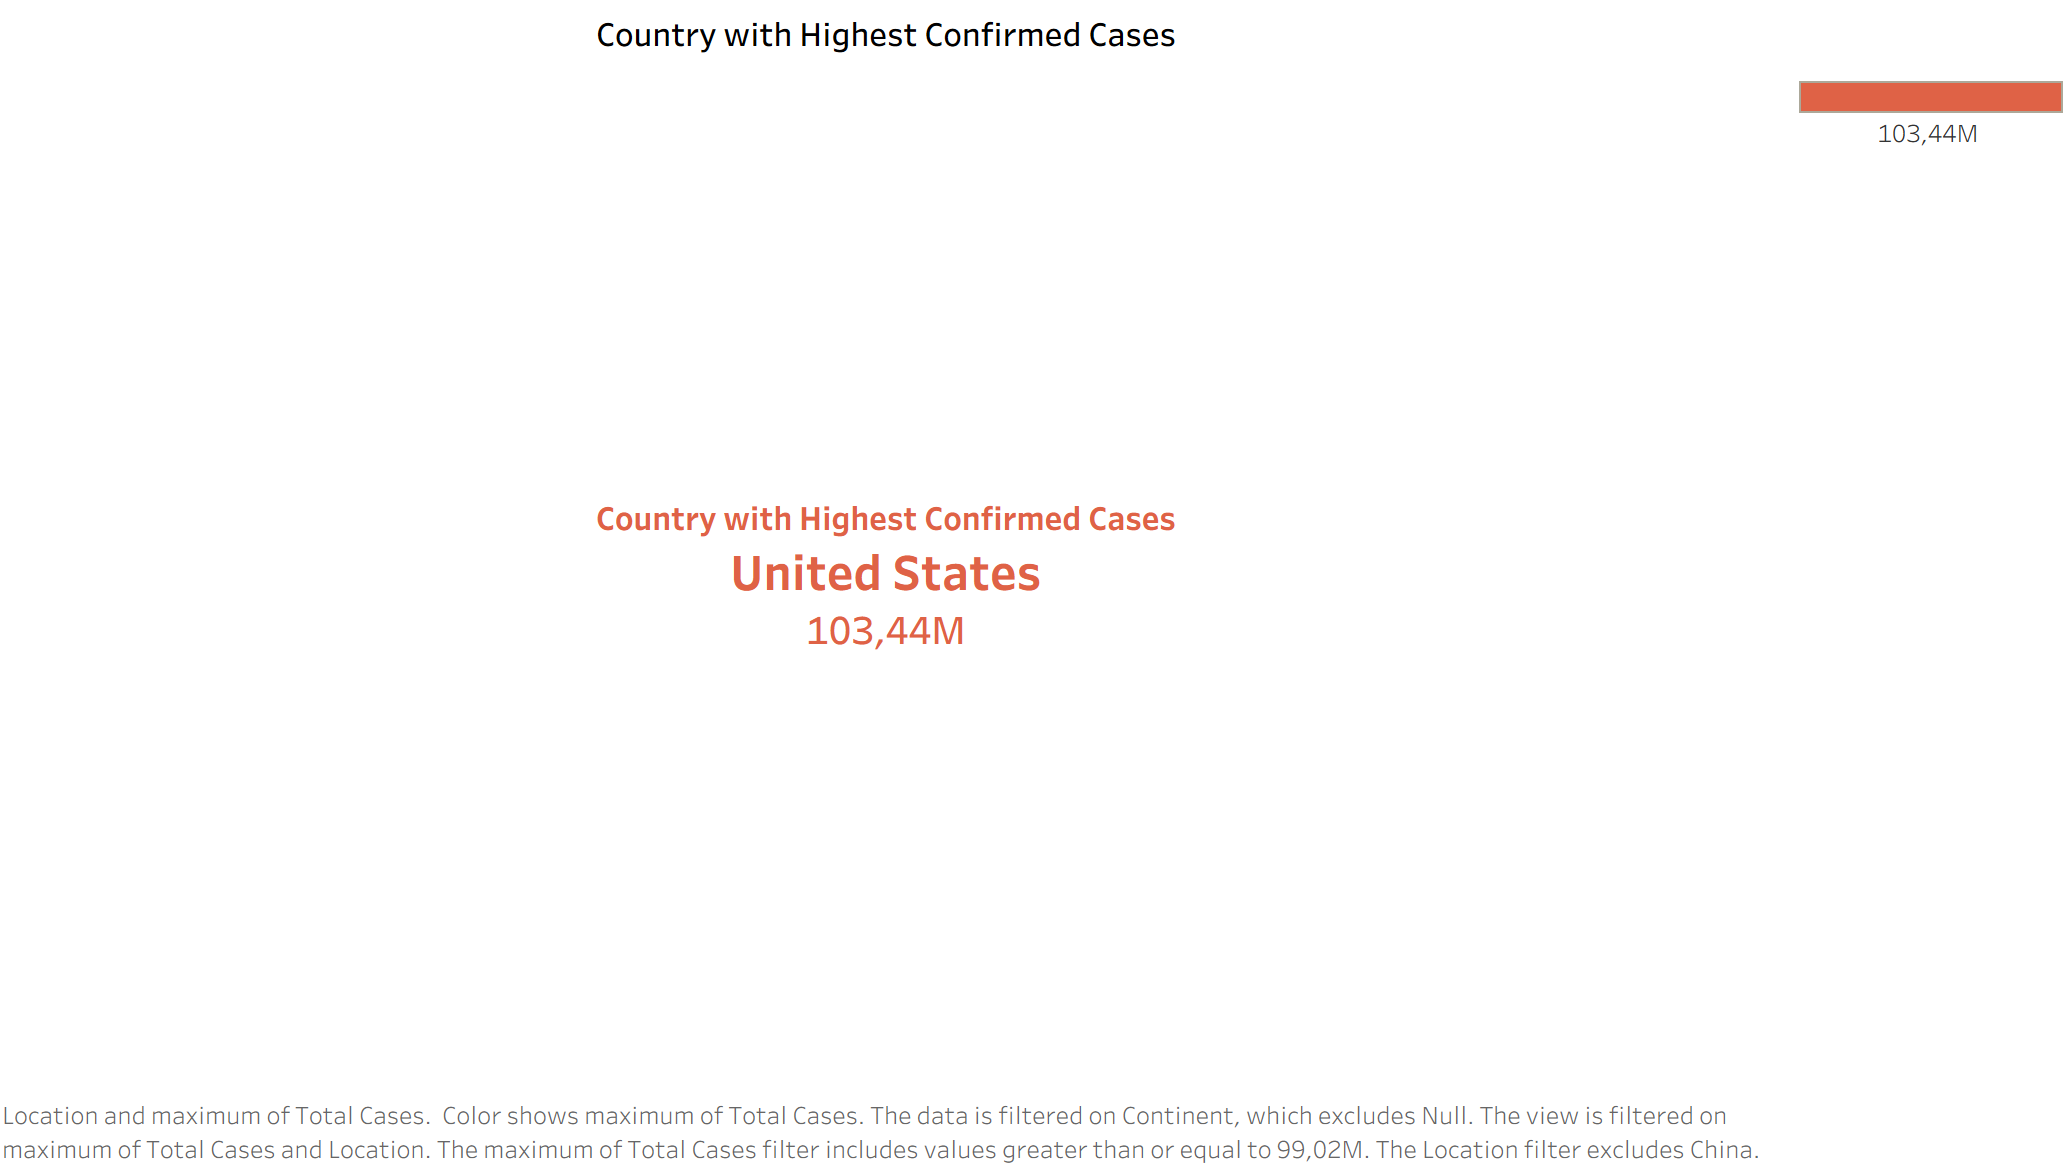 Country with Highest Confirmed Cases
103,44M
Country with Highest Confirmed Cases
United States
103,44M
Location and maximum of Total Cases.  Color shows maximum of Total Cases. The data is filtered on Continent, which excludes Null. The view is filtered on
maximum of Total Cases and Location. The maximum of Total Cases filter includes values greater than or equal to 99,02M. The Location filter excludes China.